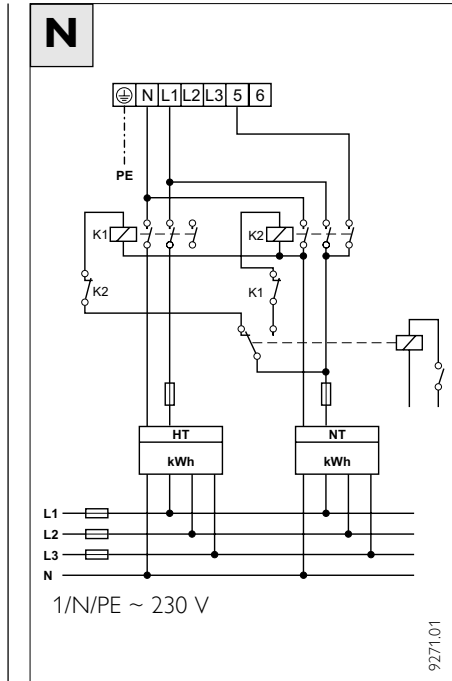 N
N L1 L2 L3 5 6
PE
K1 K2
K2 K1
HT NT
kWh kWh
L1
L2
L3
N
1/N/PE ~ 230 V
9271.01